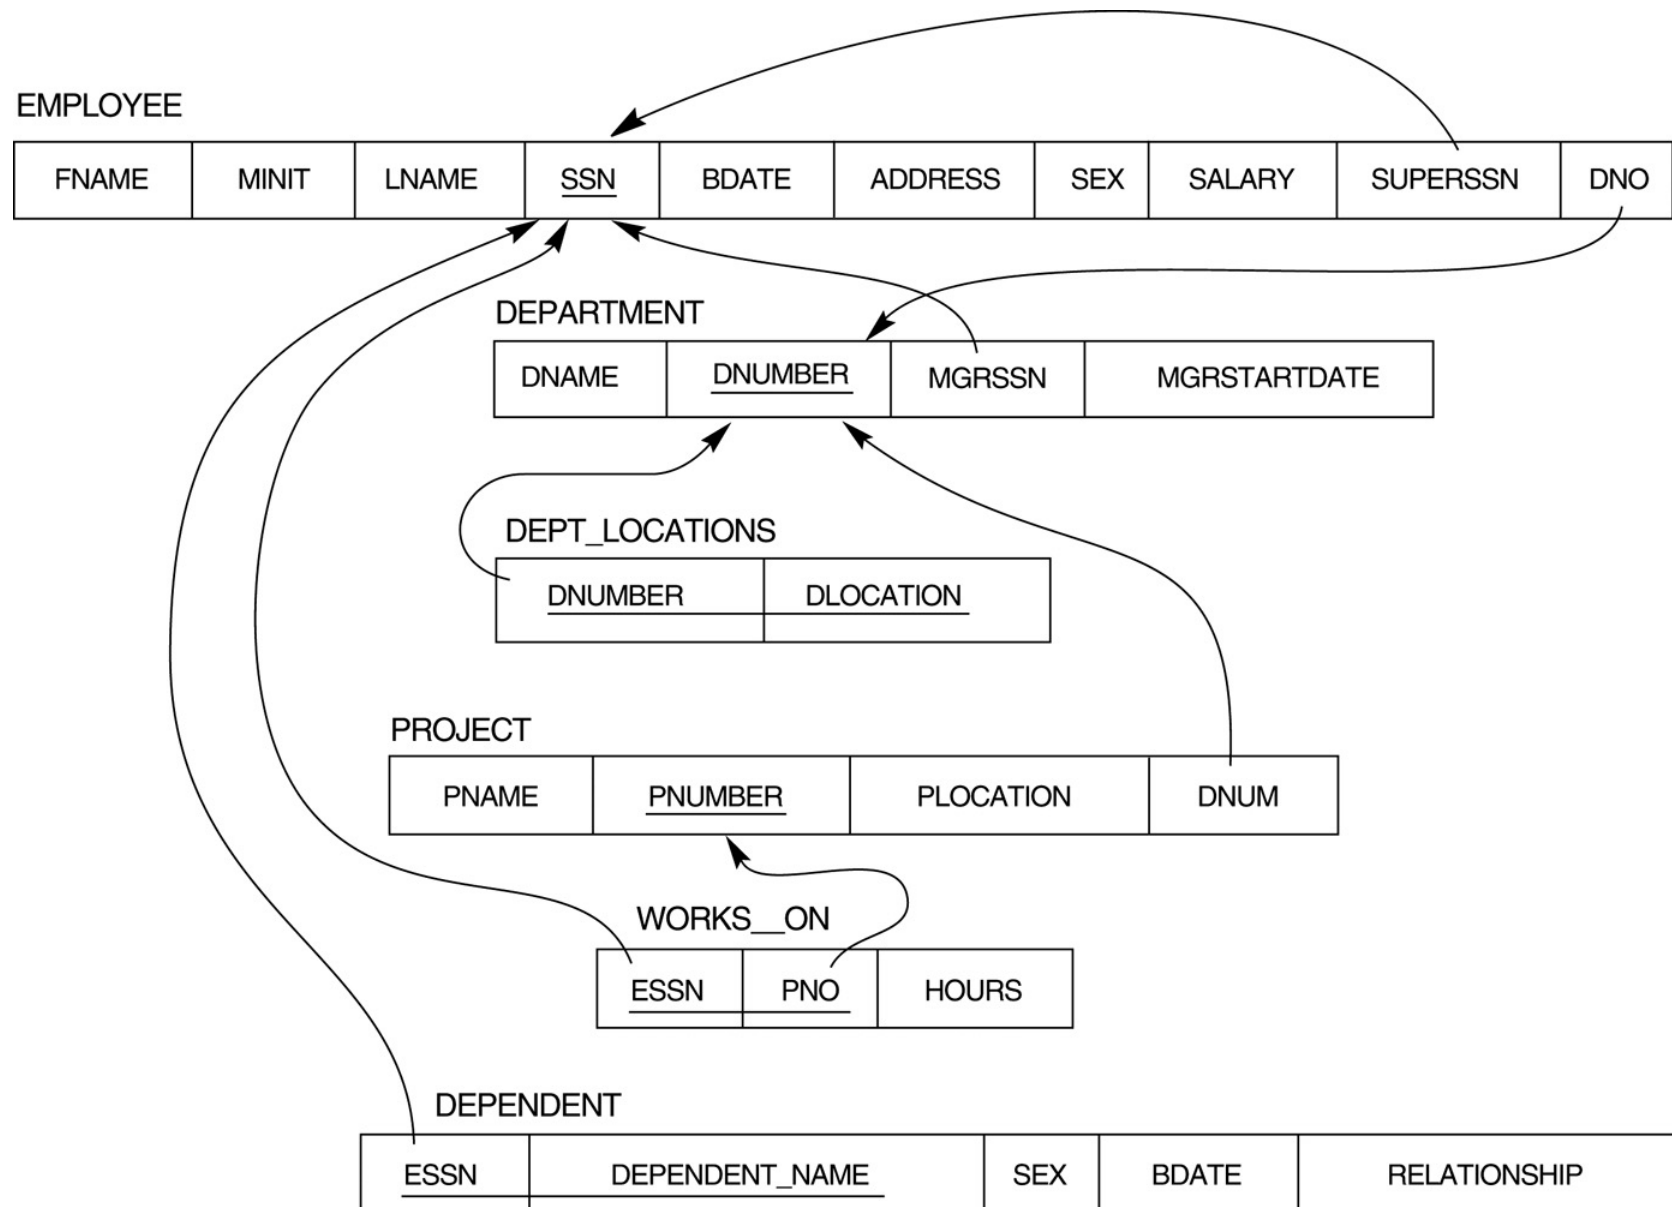 EMPLOYEE
FNAME MINIT LNAME SSN BDATE ADDRESS SEX SALARY SUPERSSN DNO
DEPARTMENT
DNAME DNUMBER MGRSSN MGRSTARTDATE
DEPT_LOCATIONS
DNUMBER DLOCATION
PROJECT
PNAME PNUMBER PLOCATION DNUM
WORKS__ON
ESSN PNO HOURS
DEPENDENT
ESSN DEPENDENT_NAME SEX BDATE RELATIONSHIP